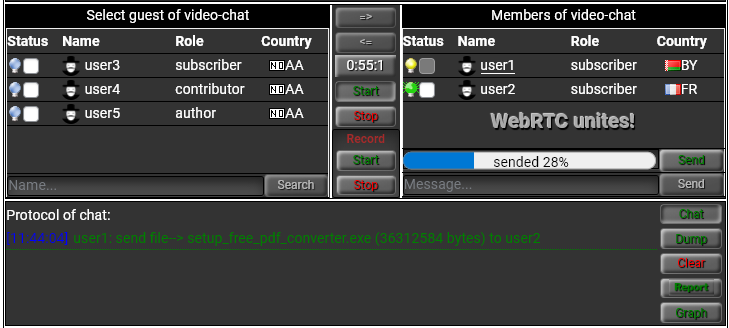 Select guest of video-chat
Status Name Role Country
user3 subscriber NO AA
user4 contributor NO AA
user5 author NO AA
Name... Search
=>
<=
0:55:1
Start
Stop
Record
Start
Stop
Members of video-chat
Status Name Role Country
user1 subscriber BY
user2 subscriber FR
WebRTC unites!
sended 28% Send
Message... Send
Protocol of chat:
[11:44:04] user1: send file--> setup_free_pdf_converter.exe (36312584 bytes) to user2
Chat
Dump
Clear
Report
Graph